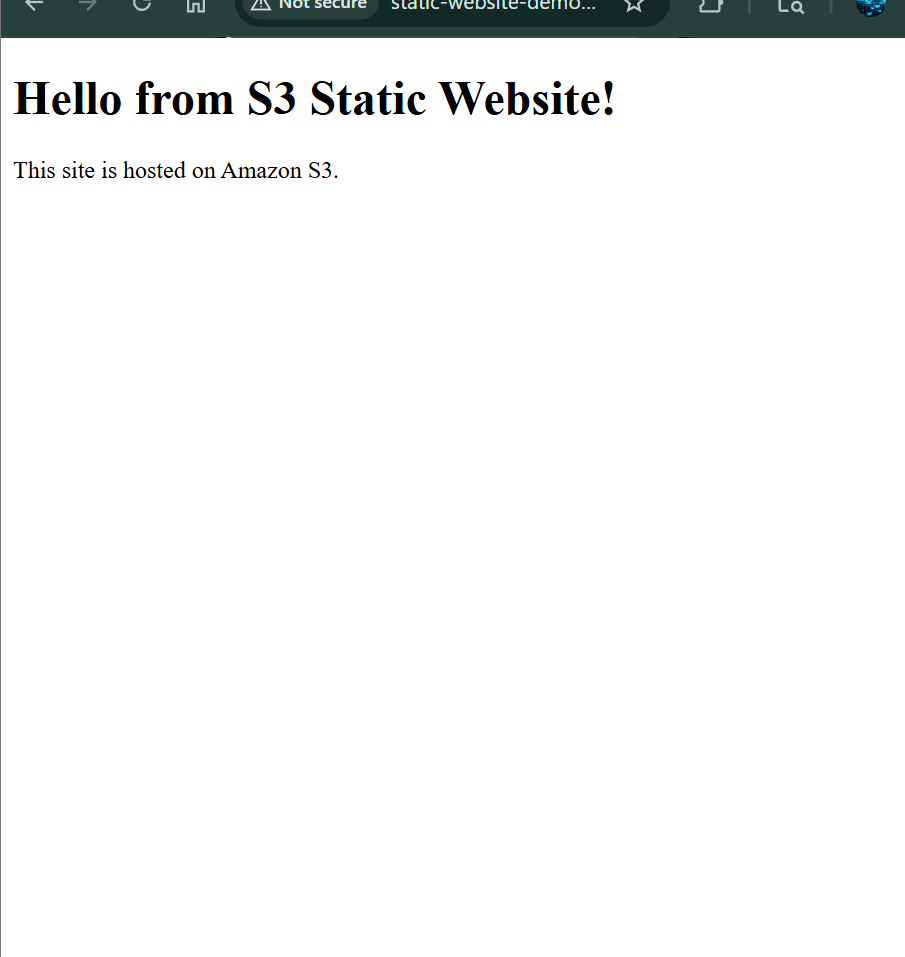 Not secure static-website-demo...
Hello from S3 Static Website!
This site is hosted on Amazon S3.